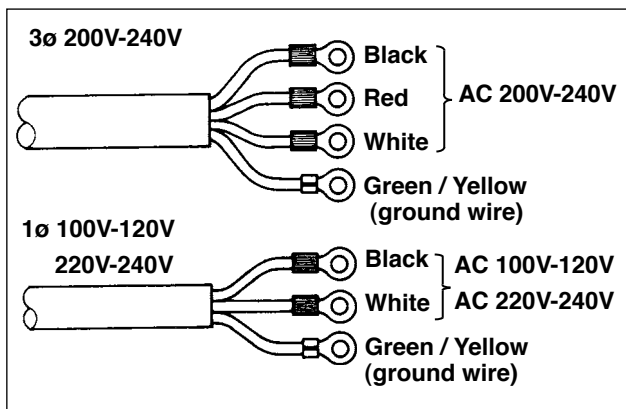 3ø 200V-240V
Black
Red
White
AC 200V-240V
Green / Yellow
(ground wire)
1ø 100V-120V
220V-240V
Black
White
AC 100V-120V
AC 220V-240V
Green / Yellow
(ground wire)